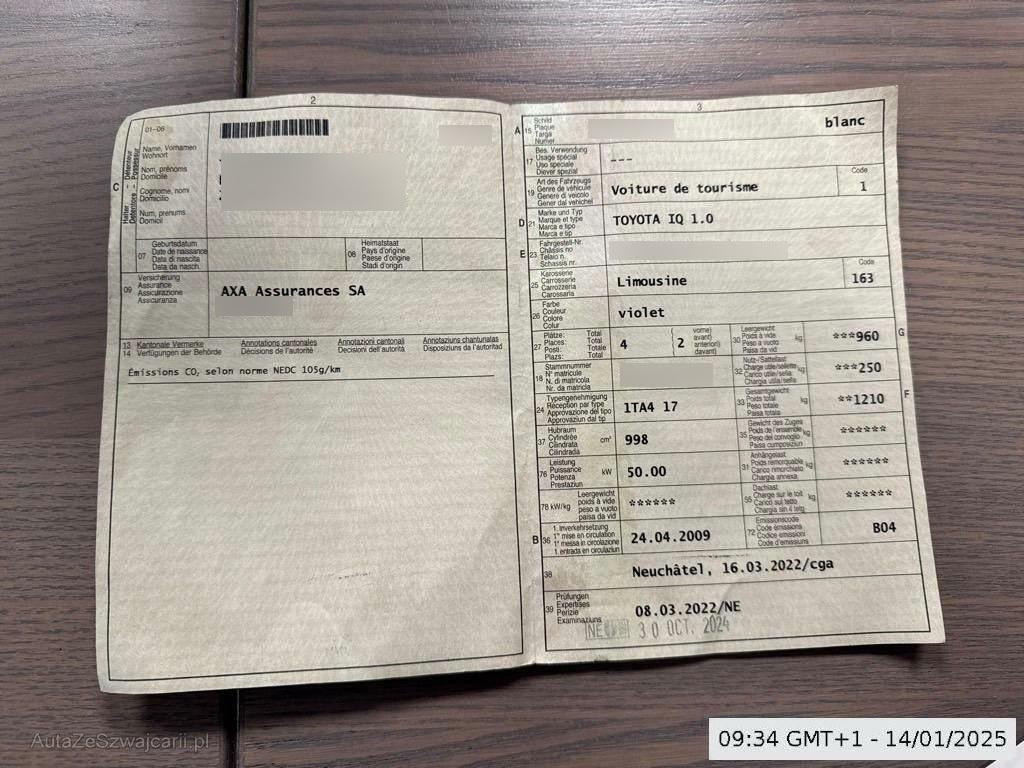 2
01-06
Name, Vornamen
Wohnort
Nom, prénoms
Domicile
Cognome, nomi
Domicilio
Num, prenums
Domicil
C
Halter - Détenteur
Detentore - Possessur
07
Geburtsdatum
Date de naissance
Data di nascita
Data da nasch.
08
Heimatstaat
Pays d'origine
Paese d'origine
Stadi d'origin
09
Versicherung
Assurance
Assicurazione
Assicuranza
AXA Assurances SA
13 Kantonale Vermerke
14 Verfügungen der Behörde
Annotations cantonales
Décisions de l'autorité
Annotazioni cantonali
Decisioni dell'autorità
Annotaziuns chantunalas
Disposiziuns da l'autoritad
Émissions CO₂ selon norme NEDC 105g/km
3
A
15
Schild
Plaque
Targa
Numer
blanc
17
Bes. Verwendung
Usage spécial
Uso speciale
Diever spezial
---
19
Art des Fahrzeugs
Genre de véhicule
Genere di veicolo
Gener dal vehichel
Voiture de tourisme
Code
1
D
21
Marke und Typ
Marque et type
Marca e tipo
Marca e tip
TOYOTA IQ 1.0
E
23
Fahrgestell-Nr.
Châssis no
Telaio n.
Schassis nr.
25
Karosserie
Carrosserie
Carrozzeria
Carossaria
Limousine
Code
163
26
Farbe
Couleur
Colore
Colur
violet
27
Plätze: Total
Places: Total
Posti: Totale
Plazs: Total
4
2
vorne)
avant)
anteriori)
davant)
30
Leergewicht
Poids à vide
Peso a vuoto
Paisa da vid
kg
***960
G
18
Stammnummer
N° matricule
N. di matricola
Nr. da matricla
32
Nutz-/Sattellast
Charge utile/sellette
Carico utile/sella
Chargia utila/sella
kg
***250
24
Typengenehmigung
Réception par type
Approvazione del tipo
Approvaziun dal tip
1TA4 17
33
Gesamtgewicht
Poids total
Peso totale
Paisa totala
kg
**1210
F
37
Hubraum
Cylindrée
Cilindrata
Cilindrada
cm³
998
35
Gewicht des Zuges
Poids de l'ensemble
Peso del convoglio
Paisa cumposiziun
kg
******
76
Leistung
Puissance
Potenza
Prestaziun
kW
50.00
31
Anhängelast
Poids remorquable
Carico rimorchiato
Chargia annexa
kg
******
78 kW/kg
Leergewicht
poids à vide
peso a vuoto
paisa da vid
******
55
Dachlast
Charge sur le toit
Carico sul tetto
Chargia sin il tetg
kg
******
B
36
1. Inverkehrsetzung
1re mise en circulation
1a messa in circolazione
1. entrada en circulaziun
24.04.2009
72
Emissionscode
Code émissions
Codice emissioni
Code d'emissiuns
B04
38
Neuchâtel, 16.03.2022/cga
39
Prüfungen
Expertises
Perizie
Examinaziuns
08.03.2022/NE
NE
30 OCT. 2024
AutaZeSzwajcarii.pl
09:34 GMT+1 - 14/01/2025